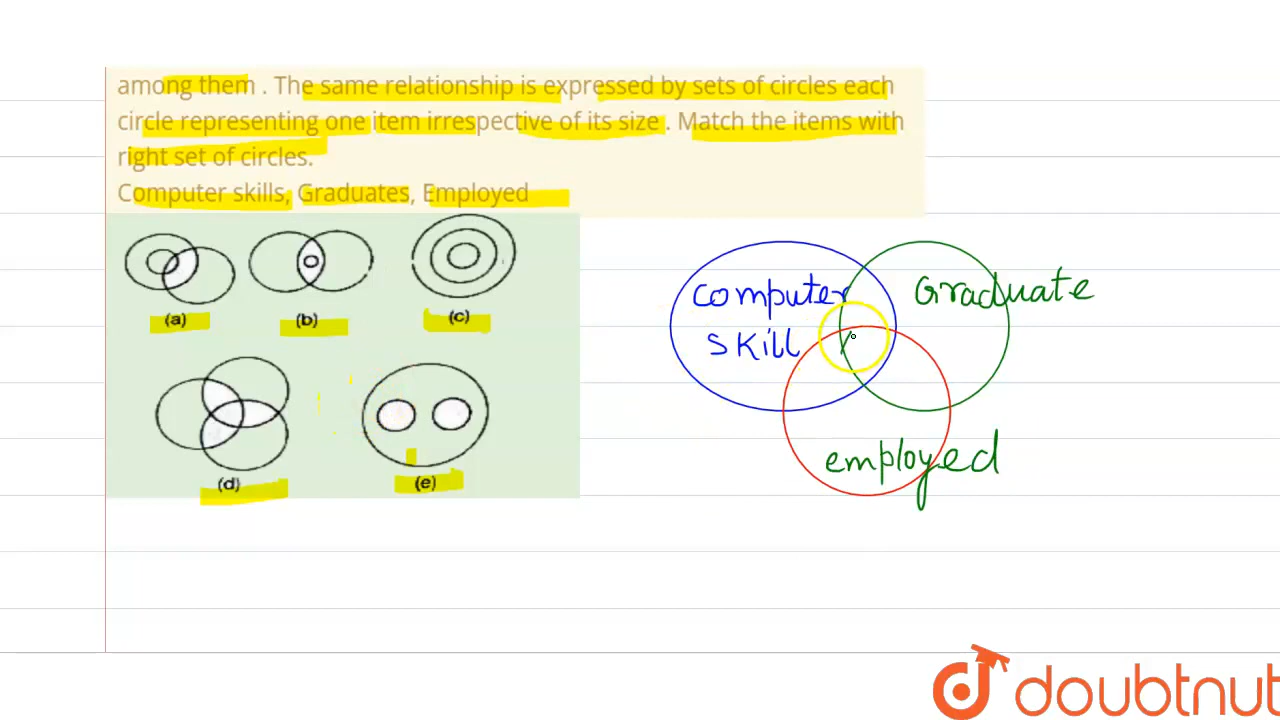 among them . The same relationship is expressed by sets of circles each
circle representing one item irrespective of its size . Match the items with
right set of circles.
Computer skills, Graduates, Employed
(a)
(b)
(c)
(d)
(e)
computer
skill
Graduate
employed
doubtnut